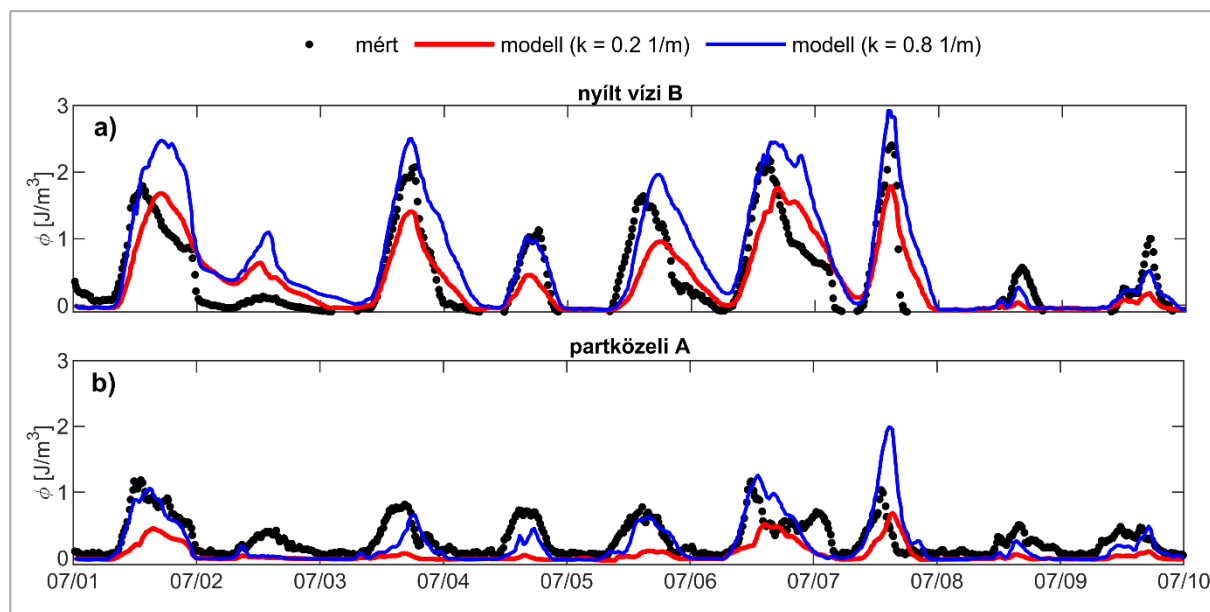 mért modell (k = 0.2 1/m) modell (k = 0.8 1/m)
nyílt vízi B
a)
3
2
1
0
ϕ [J/m³]
partközeli A
b)
3
2
1
0
ϕ [J/m³]
07/01 07/02 07/03 07/04 07/05 07/06 07/07 07/08 07/09 07/10